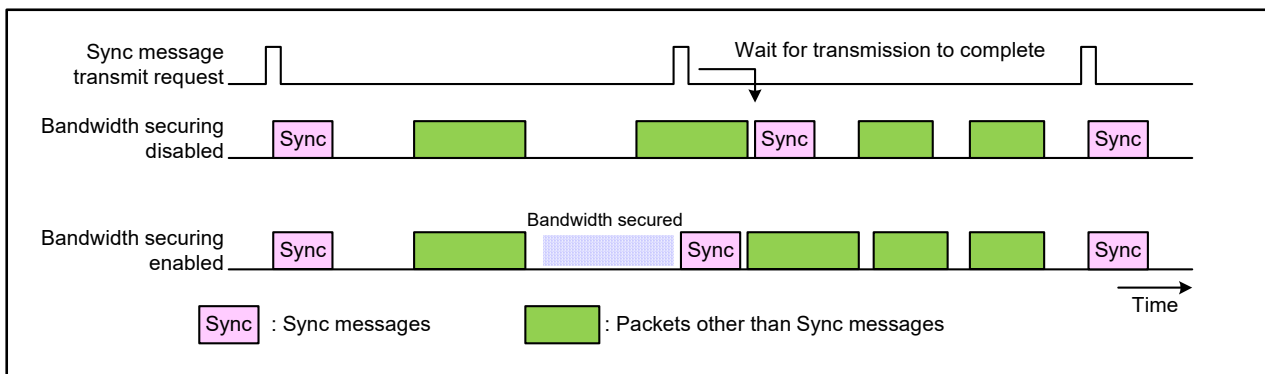 Sync message
transmit request
Wait for transmission to complete
Bandwidth securing
disabled
Sync
Sync
Sync
Bandwidth secured
Bandwidth securing
enabled
Sync
Sync
Sync
Time
Sync : Sync messages
: Packets other than Sync messages